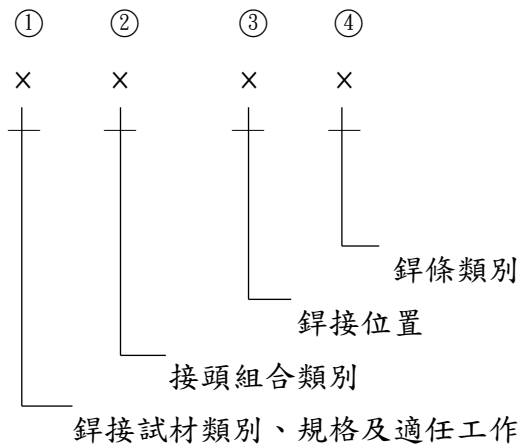 ① ② ③ ④
× × × ×
銲條類別
銲接位置
接頭組合類別
銲接試材類別、規格及適任工作